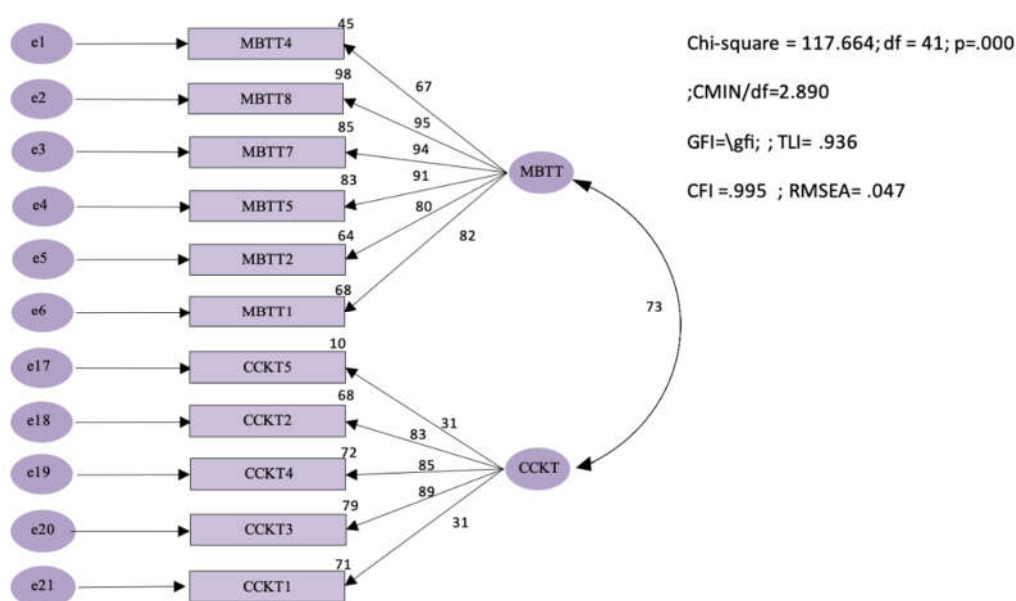 45
e1 MBTT4
67
98
e2 MBTT8
95
85
e3 MBTT7
94
83
e4 MBTT5
91
64
e5 MBTT2
80
68
e6 MBTT1
82
MBTT
73
10
e17 CCKT5
31
68
e18 CCKT2
83
72
e19 CCKT4
85
79
e20 CCKT3
89
71
e21 CCKT1
31
CCKT
Chi-square = 117.664; df = 41; p=.000
;CMIN/df=2.890
GFI=\gfi; ; TLI= .936
CFI =.995 ; RMSEA= .047